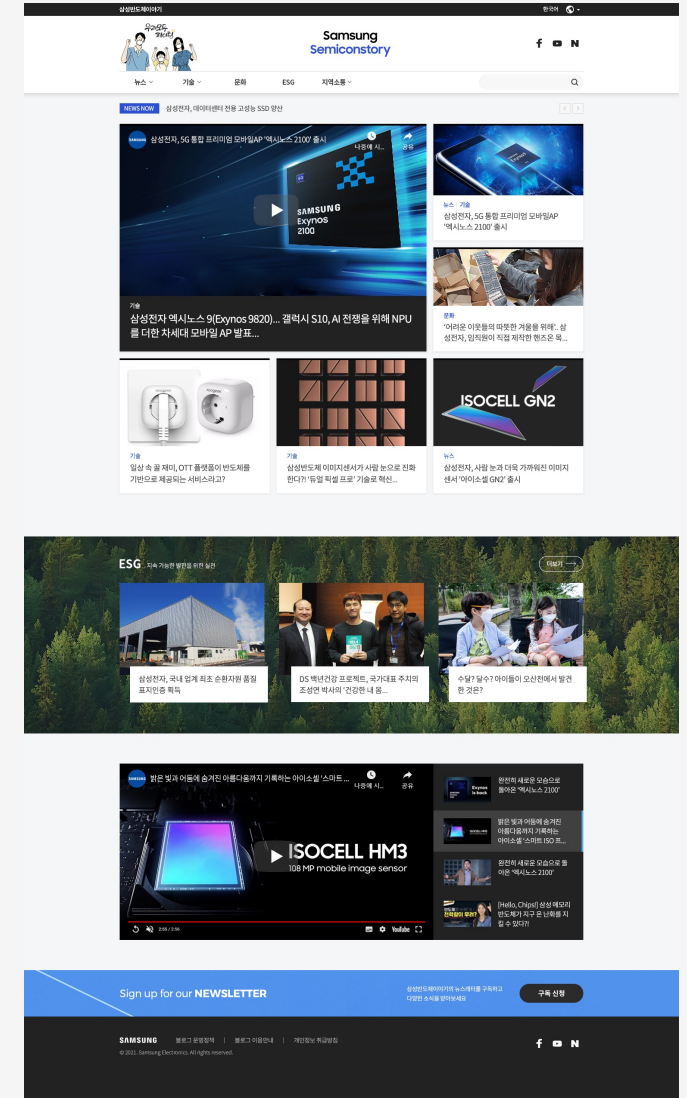 삼성반도체이야기
한국어
우리모두
Samsung
Semiconstory
뉴스
기술
문화
ESG
지역소통
NEWS NOW
삼성전자, 데이터센터 전용 고성능 SSD 양산
SAMSUNG
삼성전자, 5G 통합 프리미엄 모바일AP '엑시노스 2100' 출시
나중에 시...
공유
5G
SAMSUNG
Exynos
2100
기술
삼성전자 엑시노스 9(Exynos 9820)... 갤럭시 S10, AI 전쟁을 위해 NPU
를 더한 차세대 모바일 AP 발표...
Exynos
뉴스 | 기술
삼성전자, 5G 통합 프리미엄 모바일AP
'엑시노스 2100' 출시
문화
'어려운 이웃들의 따뜻한 겨울을 위해'. 삼
성전자, 임직원이 직접 제작한 핸즈온 목...
기술
일상 속 꿀 재미, OTT 플랫폼이 반도체를
기반으로 제공되는 서비스라고?
기술
삼성반도체 이미지센서가 사람 눈으로 진화
한다?! '듀얼 픽셀 프로' 기술로 혁신...
ISOCELL GN2
뉴스
삼성전자, 사람 눈과 더욱 가까워진 이미지
센서 '아이소셀 GN2' 출시
ESG 지속 가능한 발전을 위한 실천
더보기
삼성전자, 국내 업계 최초 순환자원 품질
표지인증 획득
DS 백년건강 프로젝트, 국가대표 주치의
조성연 박사의 '건강한 내 몸...
수달? 달수? 아이들이 오산천에서 발견
한 것은?
SAMSUNG
밝은 빛과 어둠에 숨겨진 아름다움까지 기록하는 아이소셀 '스마트 ...
나중에 시...
공유
ISOCELL HM3
108 MP mobile image sensor
2:55 / 2:56
YouTube
Exynos
is back
완전히 새로운 모습으로
돌아온 '엑시노스 2100'
ISOCELL HM3
밝은 빛과 어둠에 숨겨진
아름다움까지 기록하는
아이소셀 '스마트 ISO 프...
완전히 새로운 모습으로 돌
아온 '엑시노스 2100'
반도체
전력량이 무려?
[Hello, Chips!] 삼성 메모리
반도체가 지구 온난화를 지
킬 수 있다?!
Sign up for our NEWSLETTER
삼성반도체이야기의 뉴스레터를 구독하고
다양한 소식을 받아보세요
구독 신청
SAMSUNG
블로그 운영정책 | 블로그 이용안내 | 개인정보 취급방침
© 2021. Samsung Electronics. All rights reserved.